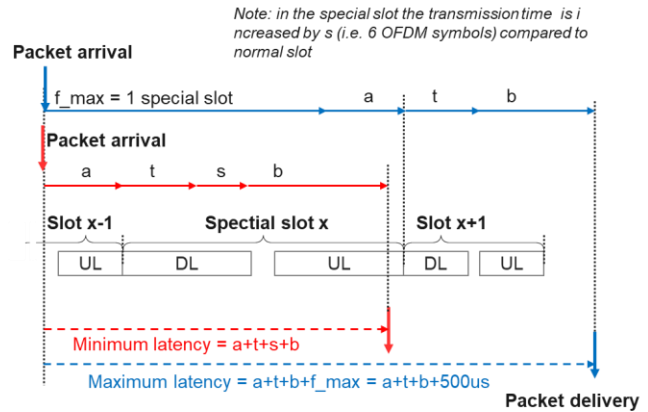 Note: in the special slot the transmission time is i
ncreased by s (i.e. 6 OFDM symbols) compared to
normal slot
Packet arrival
f_max = 1 special slot a t b
Packet arrival
a t s b
Slot x-1 Spectial slot x Slot x+1
UL DL UL DL UL
Minimum latency = a+t+s+b
Maximum latency = a+t+b+f_max = a+t+b+500us
Packet delivery